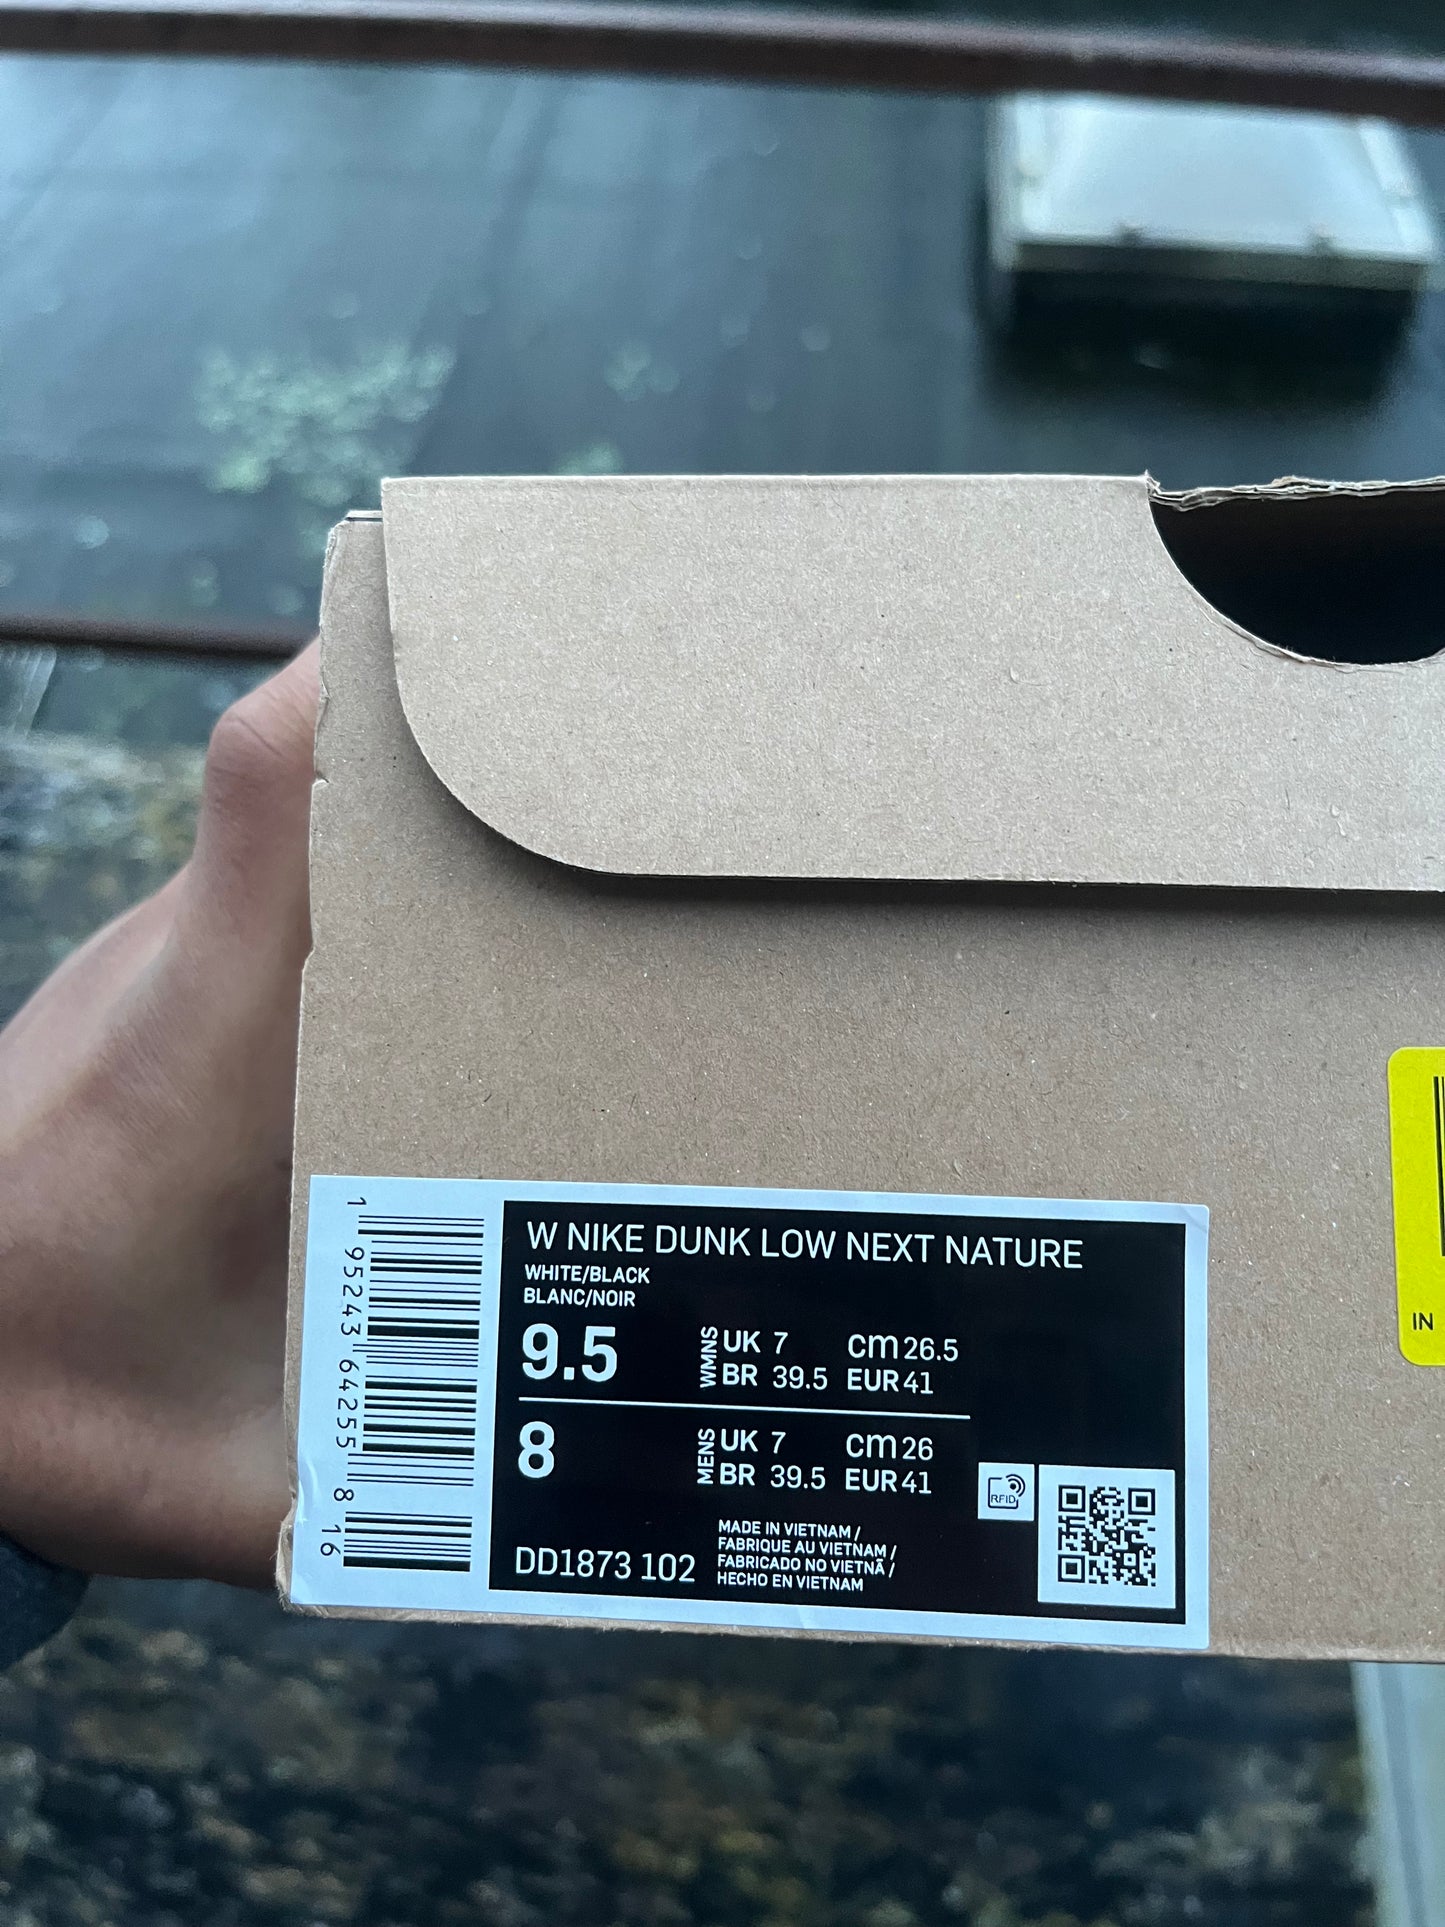 W NIKE DUNK LOW NEXT NATURE
WHITE/BLACK
BLANC/NOIR
9.5 WMNS UK 7 cm 26.5
BR 39.5 EUR 41
8 MENS UK 7 cm 26
BR 39.5 EUR 41
DD1873 102
MADE IN VIETNAM /
FABRIQUE AU VIETNAM /
FABRICADO NO VIETNÃ /
HECHO EN VIETNAM
RFID
1 95243 64255 8 16
IN